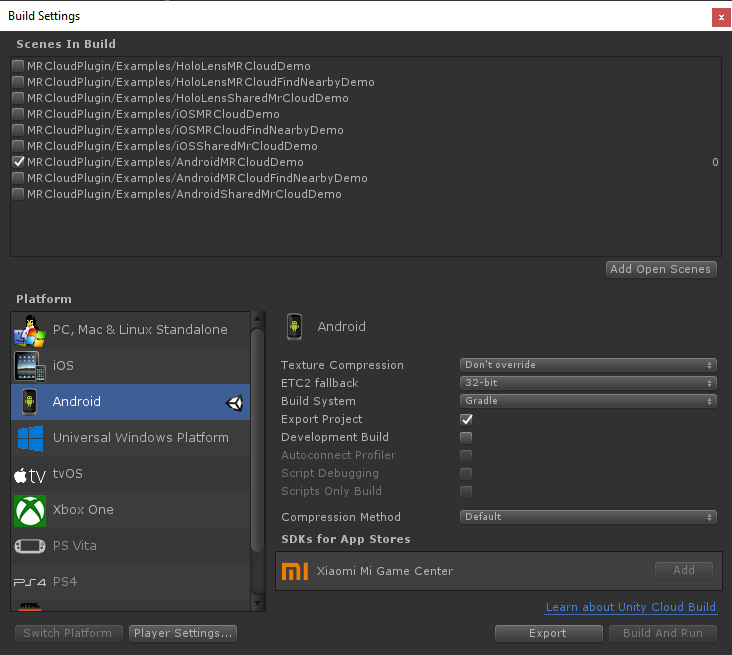 Build Settings
x
Scenes In Build
MRCloudPlugin/Examples/HoloLensMRCloudDemo
MRCloudPlugin/Examples/HoloLensMRCloudFindNearbyDemo
MRCloudPlugin/Examples/HoloLensSharedMrCloudDemo
MRCloudPlugin/Examples/iOSMRCloudDemo
MRCloudPlugin/Examples/iOSMRCloudFindNearbyDemo
MRCloudPlugin/Examples/iOSSharedMrCloudDemo
MRCloudPlugin/Examples/AndroidMRCloudDemo 0
MRCloudPlugin/Examples/AndroidMRCloudFindNearbyDemo
MRCloudPlugin/Examples/AndroidSharedMrCloudDemo
Add Open Scenes
Platform
PC, Mac & Linux Standalone
iOS
Android
Universal Windows Platform
tv tvOS
Xbox One
PS Vita
PS4 PS4
HTML
Android
Texture Compression Don't override
ETC2 fallback 32-bit
Build System Gradle
Export Project
Development Build
Autoconnect Profiler
Script Debugging
Scripts Only Build
Compression Method Default
SDKs for App Stores
MI Xiaomi Mi Game Center Add
Learn about Unity Cloud Build
Switch Platform Player Settings... Export Build And Run